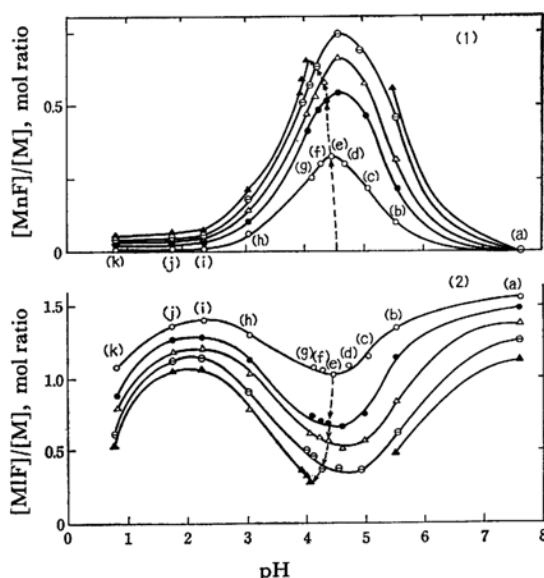 [MnF]/[M], mol ratio
(1)
0.5
0
(e)
(f)
(d)
(g)
(c)
(b)
(h)
(a)
(k)
(j)
(i)
[MlF]/[M], mol ratio
(2)
1.5
1.0
0.5
0
(a)
(b)
(i)
(j)
(h)
(k)
(g)
(f)
(e)
(d)
(c)
0 1 2 3 4 5 6 7 8
pH